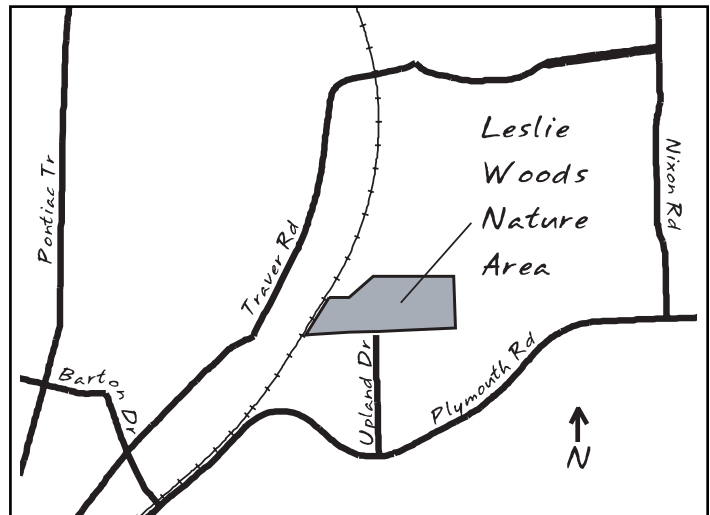 Leslie
Woods
Nature
Area
Pontiac Tr
Traver Rd
Nixon Rd
Barton Dr
Upland Dr
Plymouth Rd
N